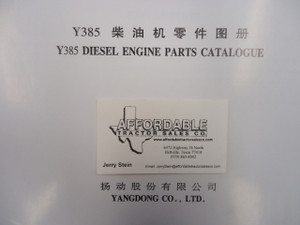 Y385 柴油机零件图册
Y385 DIESEL ENGINE PARTS CATALOGUE
AFFORDABLE
TRACTOR SALES CO.
Jerry Stein
扬动股份有限公司
YANGDONG CO., LTD.